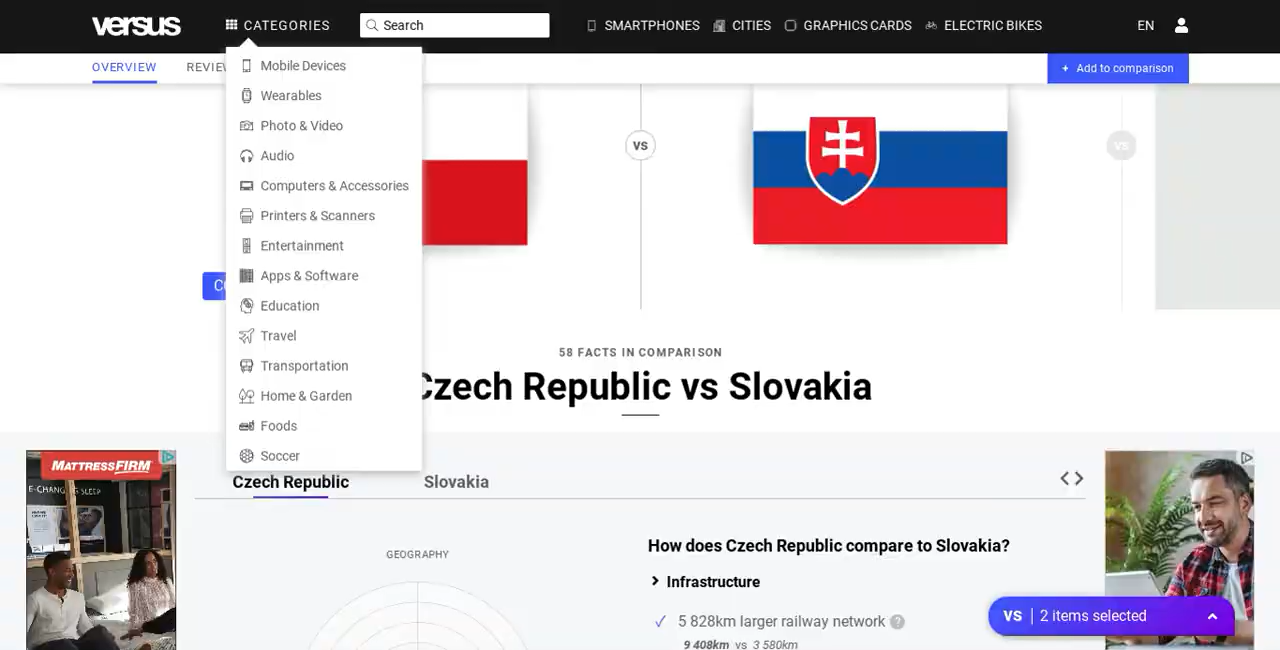 versus
CATEGORIES
Search
SMARTPHONES
CITIES
GRAPHICS CARDS
ELECTRIC BIKES
EN
OVERVIEW
+ Add to comparison
Mobile Devices
Wearables
Photo & Video
Audio
Computers & Accessories
Printers & Scanners
Entertainment
Apps & Software
Education
Travel
Transportation
Home & Garden
Foods
Soccer
VS
VS
58 FACTS IN COMPARISON
Czech Republic vs Slovakia
MATTRESSFIRM
Czech Republic
Slovakia
GEOGRAPHY
How does Czech Republic compare to Slovakia?
Infrastructure
5 828km larger railway network ?
9 408km vs 3 580km
VS 2 items selected